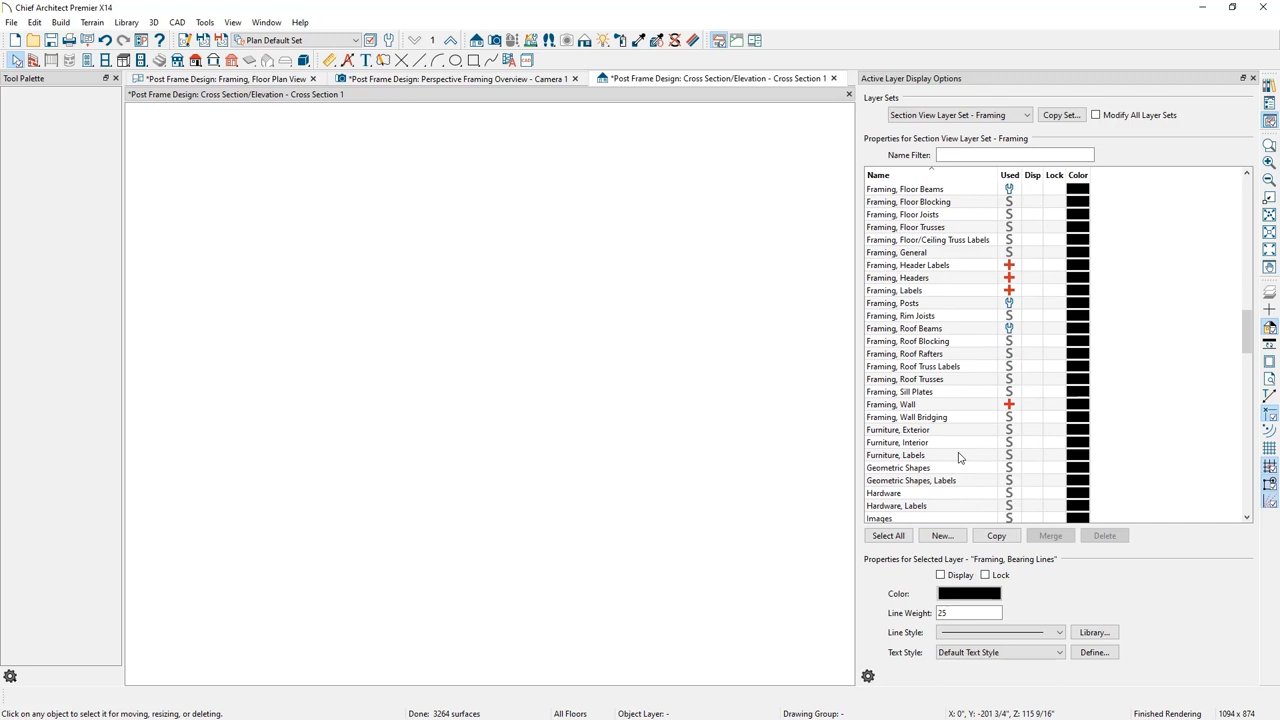 Chief Architect Premier X14
File Edit Build Terrain Library 3D CAD Tools View Window Help
1 Plan Default Set
Tool Palette
*Post Frame Design: Framing, Floor Plan View
*Post Frame Design: Perspective Framing Overview - Camera 1
*Post Frame Design: Cross Section/Elevation - Cross Section 1
*Post Frame Design: Cross Section/Elevation - Cross Section 1
Active Layer Display Options
Layer Sets
Section View Layer Set - Framing Copy Set... Modify All Layer Sets
Properties for Section View Layer Set - Framing
Name Filter:
Name Used Disp Lock Color
Framing, Floor Beams
Framing, Floor Blocking S
Framing, Floor Joists S
Framing, Floor Trusses S
Framing, Floor/Ceiling Truss Labels S
Framing, General S
Framing, Header Labels
Framing, Headers
Framing, Labels
Framing, Posts
Framing, Rim Joists S
Framing, Roof Beams
Framing, Roof Blocking S
Framing, Roof Rafters S
Framing, Roof Truss Labels S
Framing, Roof Trusses S
Framing, Sill Plates S
Framing, Wall
Framing, Wall Bridging S
Furniture, Exterior S
Furniture, Interior S
Furniture, Labels S
Geometric Shapes S
Geometric Shapes, Labels S
Hardware S
Hardware, Labels S
Images S
Select All New... Copy Merge Delete
Properties for Selected Layer - "Framing, Bearing Lines"
Display Lock
Color:
Line Weight: 25
Line Style: Library...
Text Style: Default Text Style Define...
Click on any object to select it for moving, resizing, or deleting. Done: 3264 surfaces All Floors Object Layer: - Drawing Group: - X: 0", Y: -201 3/4", Z: 115 9/16" Finished Rendering 1094 x 874